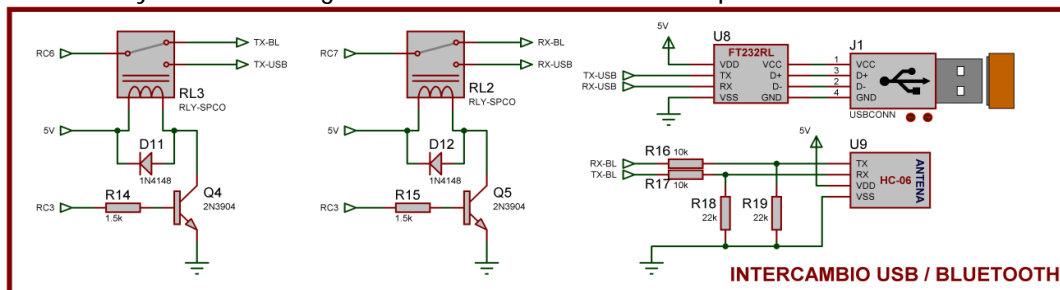 RC6
TX-BL
TX-USB
RL3
RLY-SPCO
5V
D11
1N4148
R14
RC3
1.5k
Q4
2N3904
RC7
RX-BL
RX-USB
RL2
RLY-SPCO
5V
D12
1N4148
R15
RC3
1.5k
Q5
2N3904
5V
U8
FT232RL
VDD
TX
RX
VSS
VCC
D+
D-
GND
TX-USB
RX-USB
1
3
2
4
J1
VCC
D+
D-
GND
USBCONN
5V
R16 10k
RX-BL
TX-BL
R17 10k
R18
22k
R19
22k
U9
TX
RX
VDD
VSS
HC-06
ANTENA
INTERCAMBIO USB / BLUETOOTH